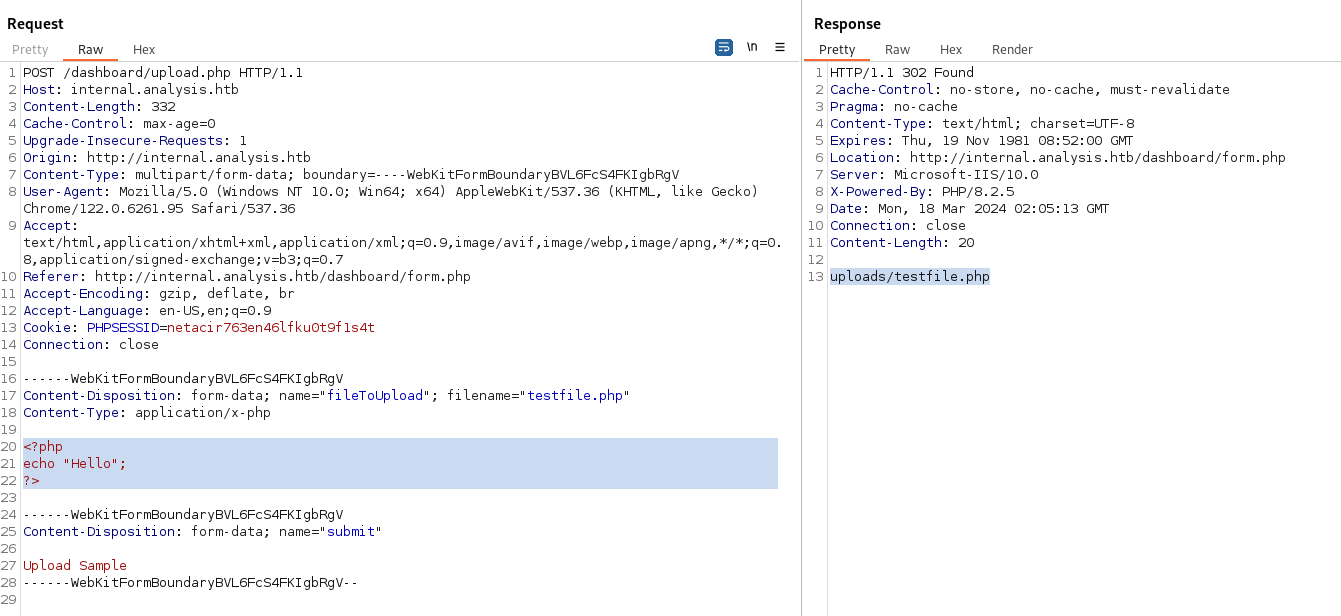 Request
Pretty Raw Hex \n
1 POST /dashboard/upload.php HTTP/1.1
2 Host: internal.analysis.htb
3 Content-Length: 332
4 Cache-Control: max-age=0
5 Upgrade-Insecure-Requests: 1
6 Origin: http://internal.analysis.htb
7 Content-Type: multipart/form-data; boundary=----WebKitFormBoundaryBVL6FcS4FKIgbRgV
8 User-Agent: Mozilla/5.0 (Windows NT 10.0; Win64; x64) AppleWebKit/537.36 (KHTML, like Gecko)
Chrome/122.0.6261.95 Safari/537.36
9 Accept:
text/html,application/xhtml+xml,application/xml;q=0.9,image/avif,image/webp,image/apng,*/*;q=0.
8,application/signed-exchange;v=b3;q=0.7
10 Referer: http://internal.analysis.htb/dashboard/form.php
11 Accept-Encoding: gzip, deflate, br
12 Accept-Language: en-US,en;q=0.9
13 Cookie: PHPSESSID=netacir763en46lfku0t9f1s4t
14 Connection: close
15
16 ------WebKitFormBoundaryBVL6FcS4FKIgbRgV
17 Content-Disposition: form-data; name="fileToUpload"; filename="testfile.php"
18 Content-Type: application/x-php
19
20 <?php
21 echo "Hello";
22 ?>
23
24 ------WebKitFormBoundaryBVL6FcS4FKIgbRgV
25 Content-Disposition: form-data; name="submit"
26
27 Upload Sample
28 ------WebKitFormBoundaryBVL6FcS4FKIgbRgV--
29
Response
Pretty Raw Hex Render
1 HTTP/1.1 302 Found
2 Cache-Control: no-store, no-cache, must-revalidate
3 Pragma: no-cache
4 Content-Type: text/html; charset=UTF-8
5 Expires: Thu, 19 Nov 1981 08:52:00 GMT
6 Location: http://internal.analysis.htb/dashboard/form.php
7 Server: Microsoft-IIS/10.0
8 X-Powered-By: PHP/8.2.5
9 Date: Mon, 18 Mar 2024 02:05:13 GMT
10 Connection: close
11 Content-Length: 20
12
13 uploads/testfile.php